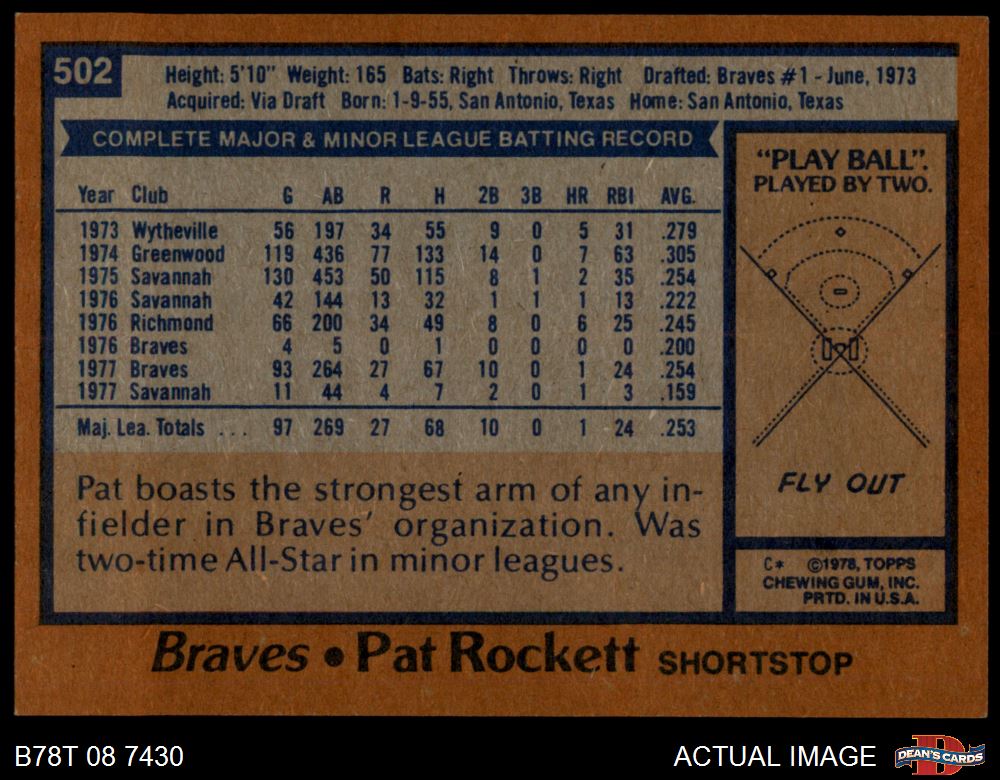 502
Height: 5'10" Weight: 165 Bats: Right Throws: Right Drafted: Braves #1 - June, 1973
Acquired: Via Draft Born: 1-9-55, San Antonio, Texas Home: San Antonio, Texas
COMPLETE MAJOR & MINOR LEAGUE BATTING RECORD
Year Club G AB R H 2B 3B HR RBI AVG.
1973 Wytheville 56 197 34 55 9 0 5 31 .279
1974 Greenwood 119 436 77 133 14 0 7 63 .305
1975 Savannah 130 453 50 115 8 1 2 35 .254
1976 Savannah 42 144 13 32 1 1 1 13 .222
1976 Richmond 66 200 34 49 8 0 6 25 .245
1976 Braves 4 5 0 1 0 0 0 0 .200
1977 Braves 93 264 27 67 10 0 1 24 .254
1977 Savannah 11 44 4 7 2 0 1 3 .159
Maj. Lea. Totals ... 97 269 27 68 10 0 1 24 .253
Pat boasts the strongest arm of any in-
fielder in Braves' organization. Was
two-time All-Star in minor leagues.
"PLAY BALL".
PLAYED BY TWO.
FLY OUT
C* ©1978, TOPPS
CHEWING GUM, INC.
PRTD. IN U.S.A.
Braves • Pat Rockett SHORTSTOP
B78T 08 7430
ACTUAL IMAGE
D
DEAN'S CARDS